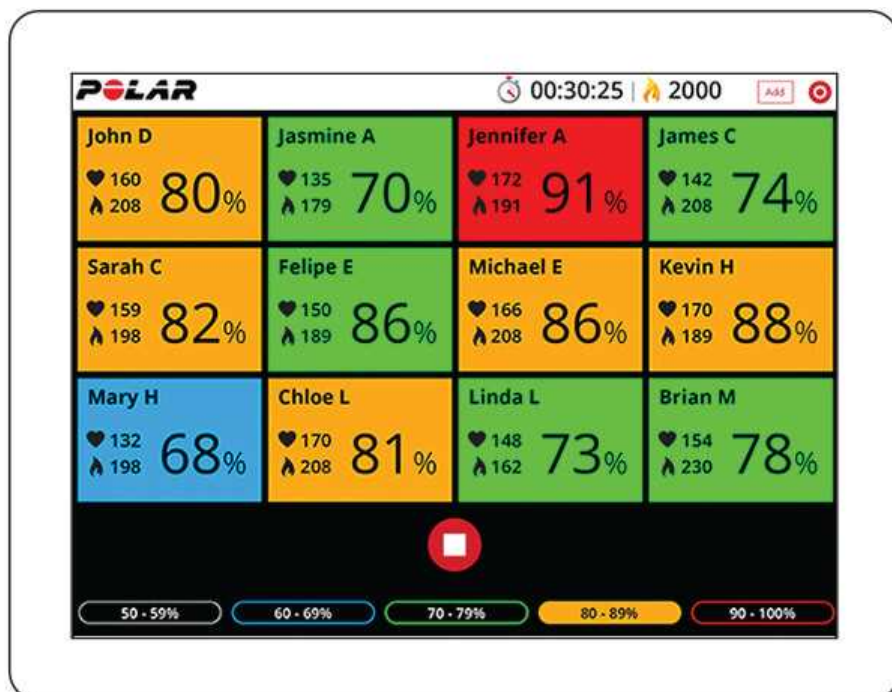 POLAR 00:30:25 | 2000 Add
John D Jasmine A Jennifer A James C
160 135 172 142
208 80% 179 70% 191 91% 208 74%
Sarah C Felipe E Michael E Kevin H
159 150 166 170
198 82% 189 86% 208 86% 189 88%
Mary H Chloe L Linda L Brian M
132 170 148 154
198 68% 208 81% 162 73% 230 78%
50 - 59% 60 - 69% 70 - 79% 80 - 89% 90 - 100%